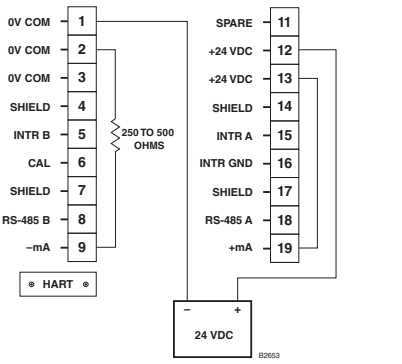 0V COM 1
0V COM 2
0V COM 3
SHIELD 4
INTR B 5
CAL 6
SHIELD 7
RS-485 B 8
–mA 9
250 TO 500
OHMS
HART
SPARE 11
+24 VDC 12
+24 VDC 13
SHIELD 14
INTR A 15
INTR GND 16
SHIELD 17
RS-485 A 18
+mA 19
– +
24 VDC
B2653